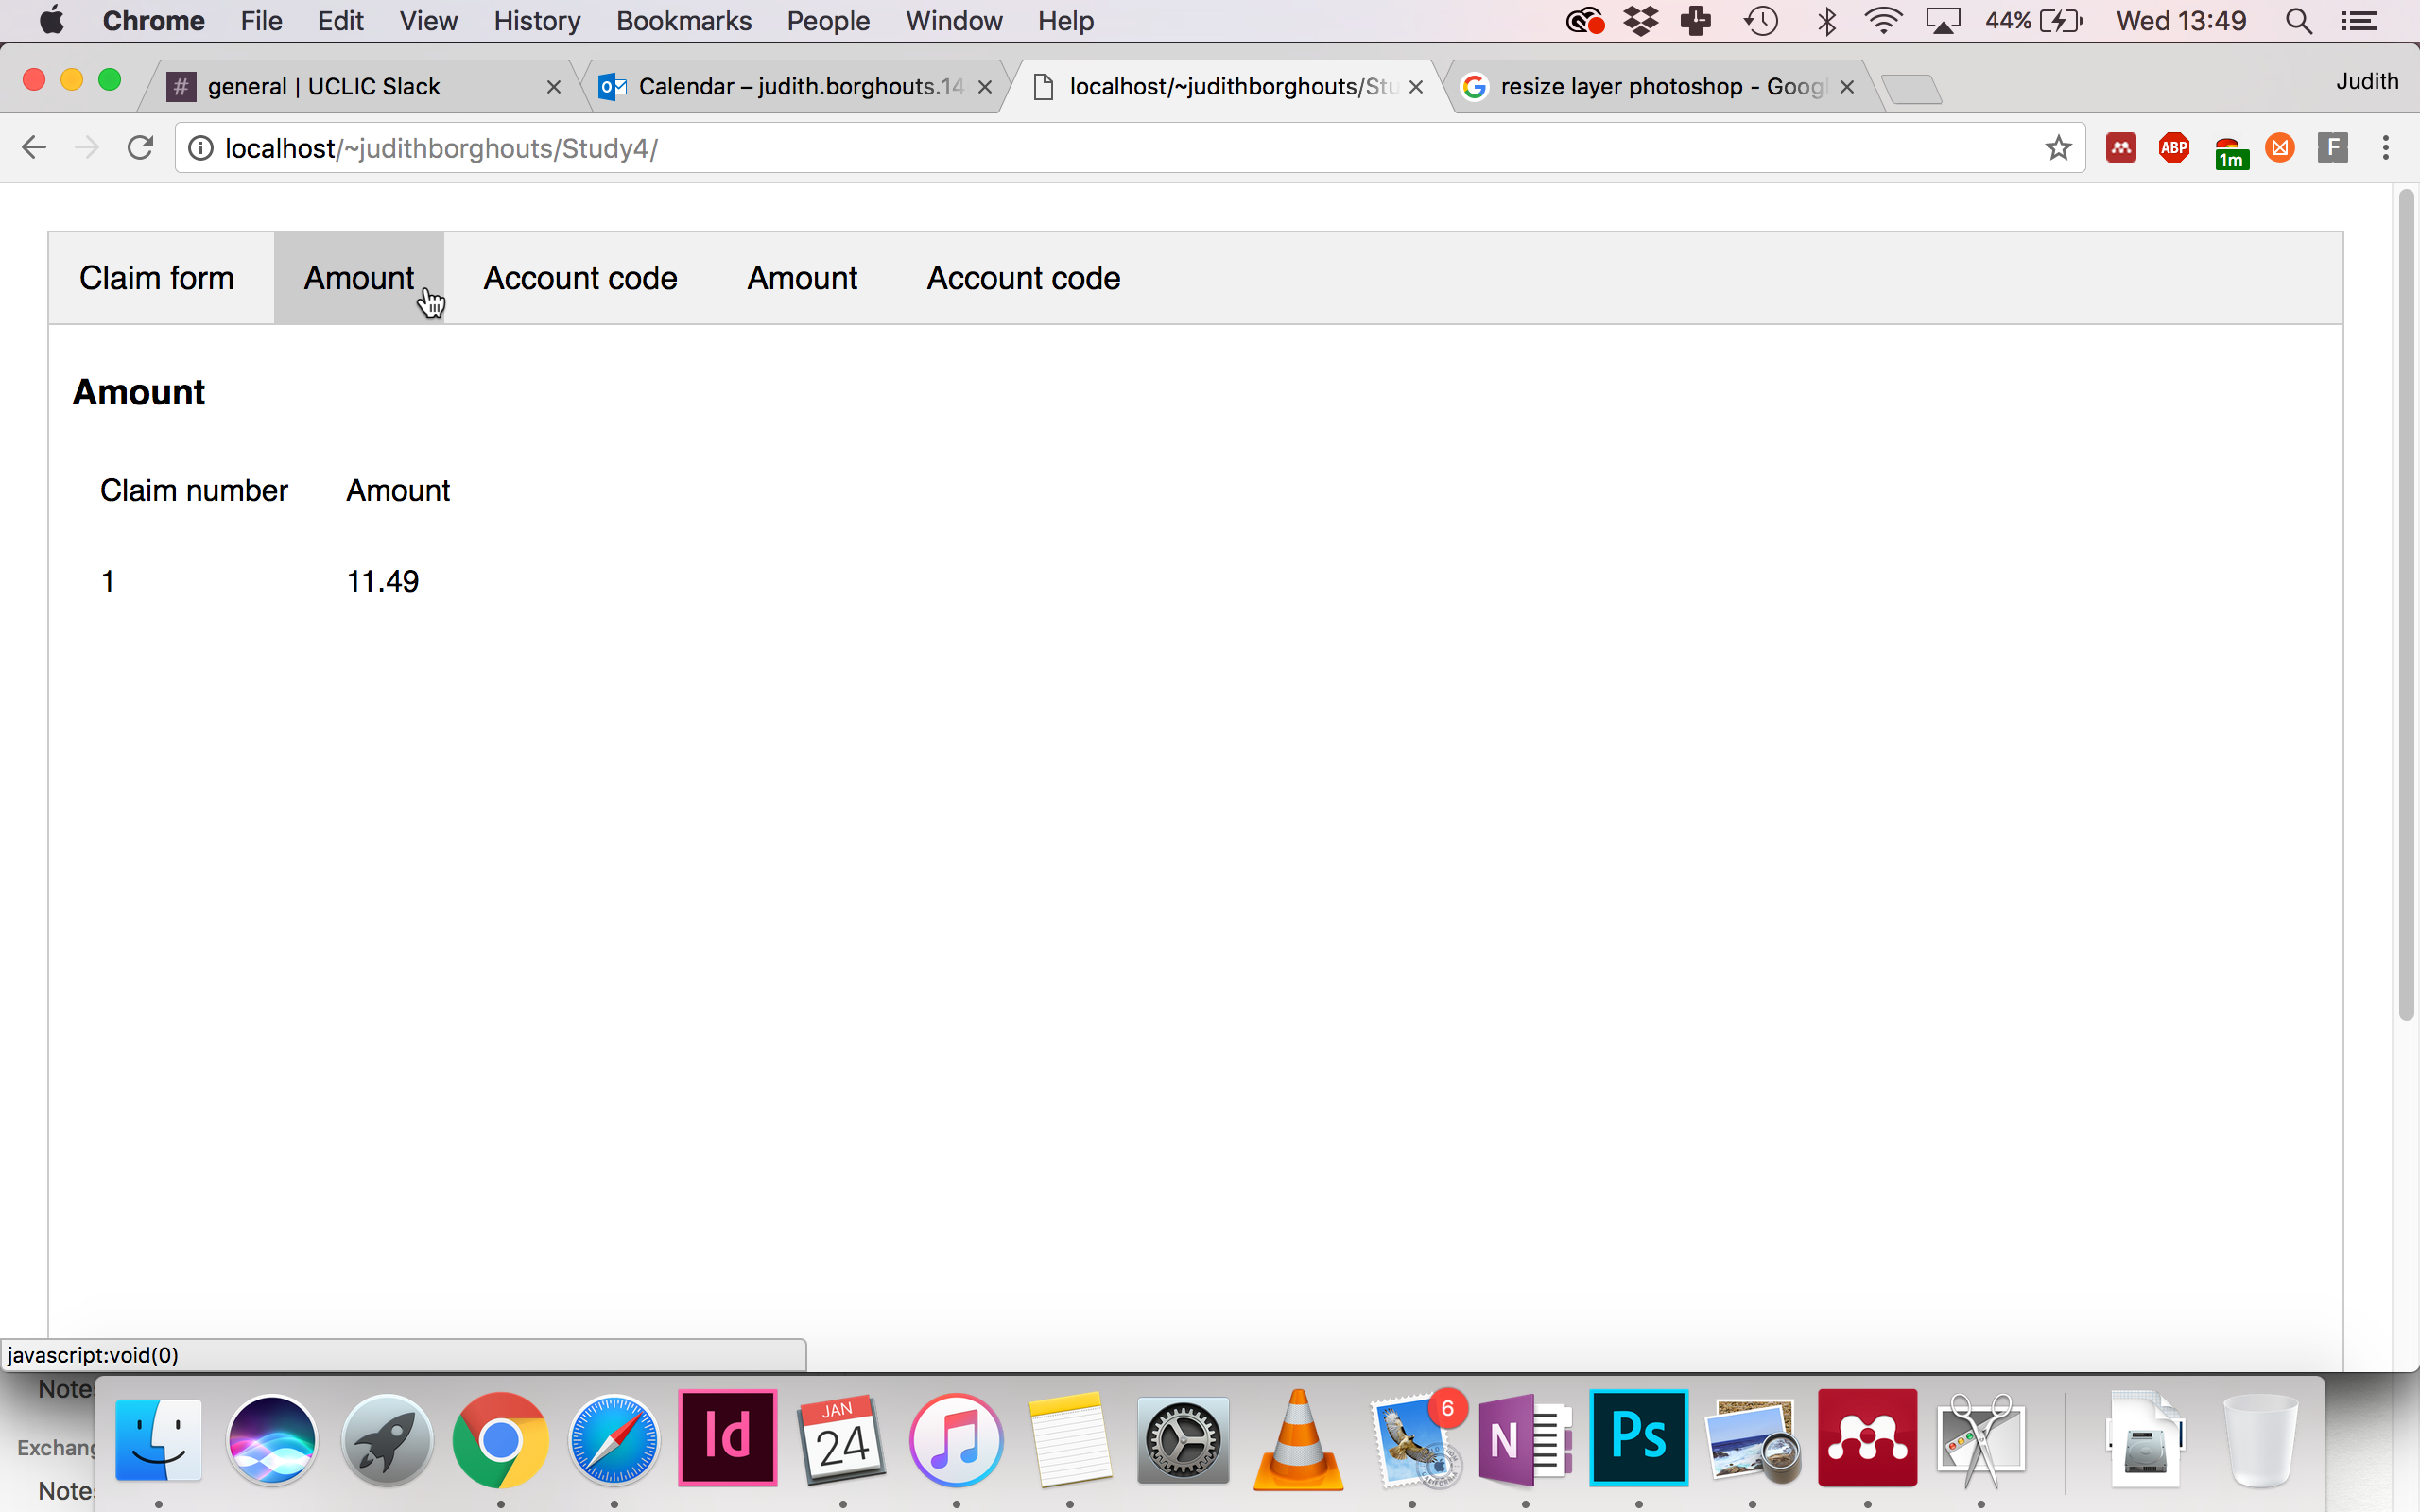 Chrome File Edit View History Bookmarks People Window Help 44% Wed 13:49
# general | UCLIC Slack Calendar – judith.borghouts.14 localhost/~judithborghouts/Stu resize layer photoshop - Googl Judith
localhost/~judithborghouts/Study4/ ABP 1m F
Claim form Amount Account code Amount Account code
Amount
Claim number Amount
1 11.49
javascript:void(0)
Note
Exchang
Note
Id JAN 24 6 N Ps